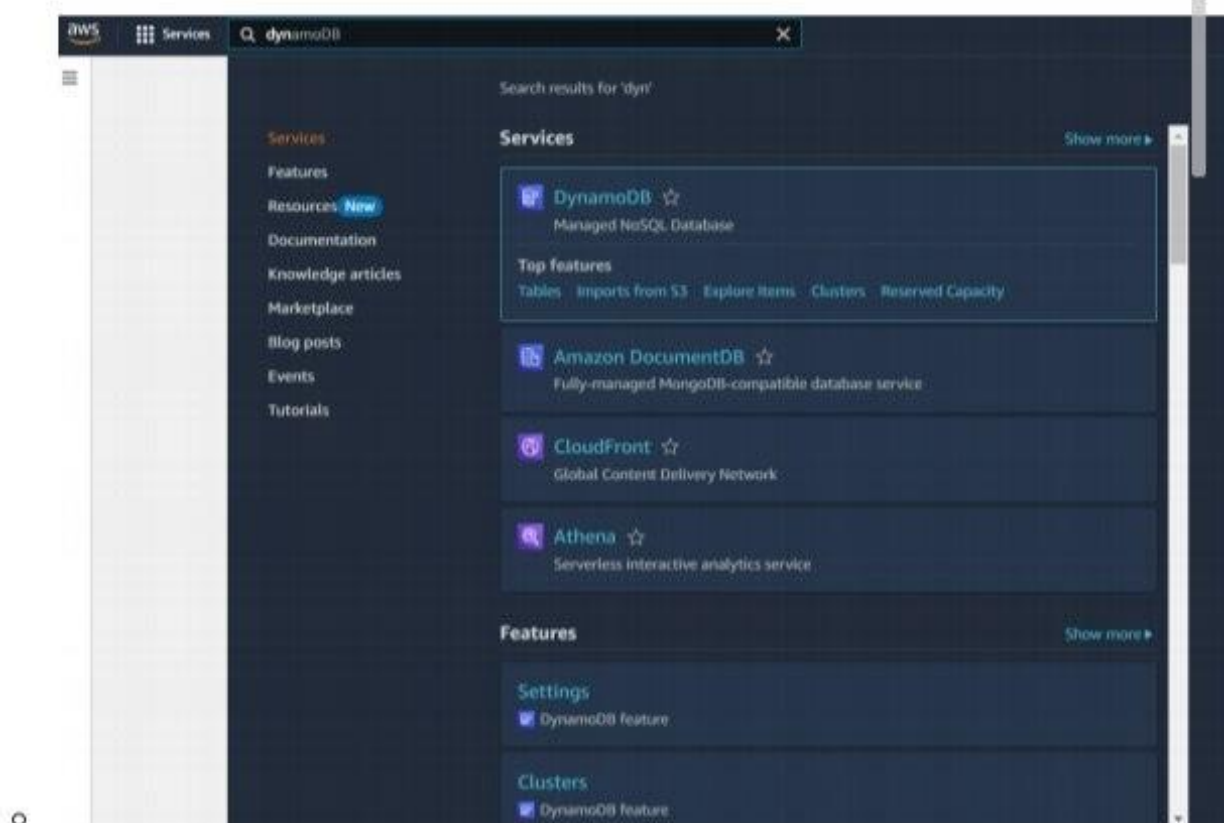 aws Services dynamoDB
Search results for 'dyn'
Services
Features
Resources New
Documentation
Knowledge articles
Marketplace
Blog posts
Events
Tutorials
Services Show more
DynamoDB
Managed NoSQL Database
Top features
Tables Imports from S3 Explore Items Clusters Reserved Capacity
Amazon DocumentDB
Fully-managed MongoDB-compatible database service
CloudFront
Global Content Delivery Network
Athena
Serverless interactive analytics service
Features Show more
Settings
DynamoDB feature
Clusters
DynamoDB feature